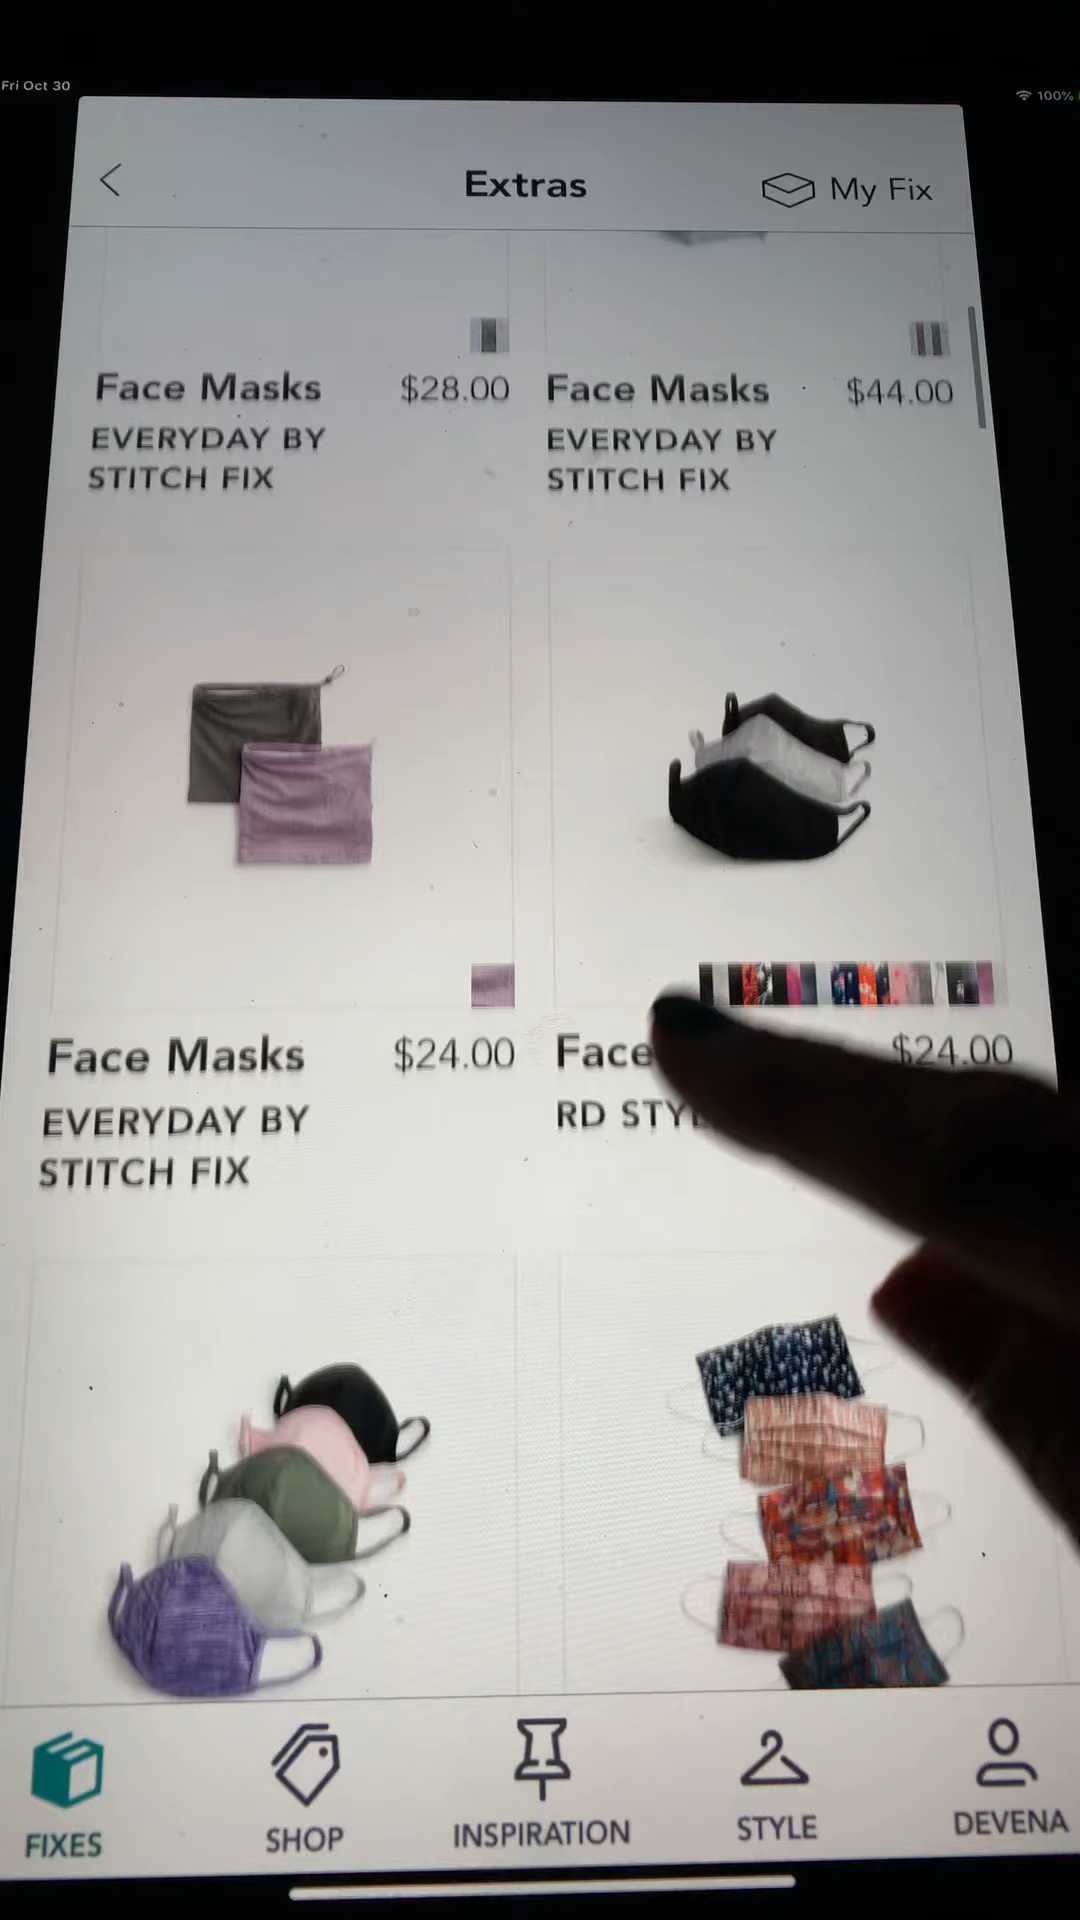 Fri Oct 30
100%
Extras
My Fix
Face Masks $28.00
EVERYDAY BY
STITCH FIX
Face Masks $44.00
EVERYDAY BY
STITCH FIX
Face Masks $24.00
EVERYDAY BY
STITCH FIX
Face $24.00
RD
FIXES
SHOP
INSPIRATION
STYLE
DEVENA